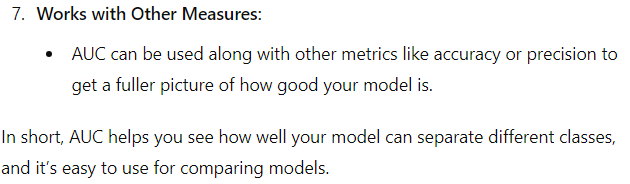 7. Works with Other Measures:
• AUC can be used along with other metrics like accuracy or precision to
get a fuller picture of how good your model is.
In short, AUC helps you see how well your model can separate different classes,
and it’s easy to use for comparing models.